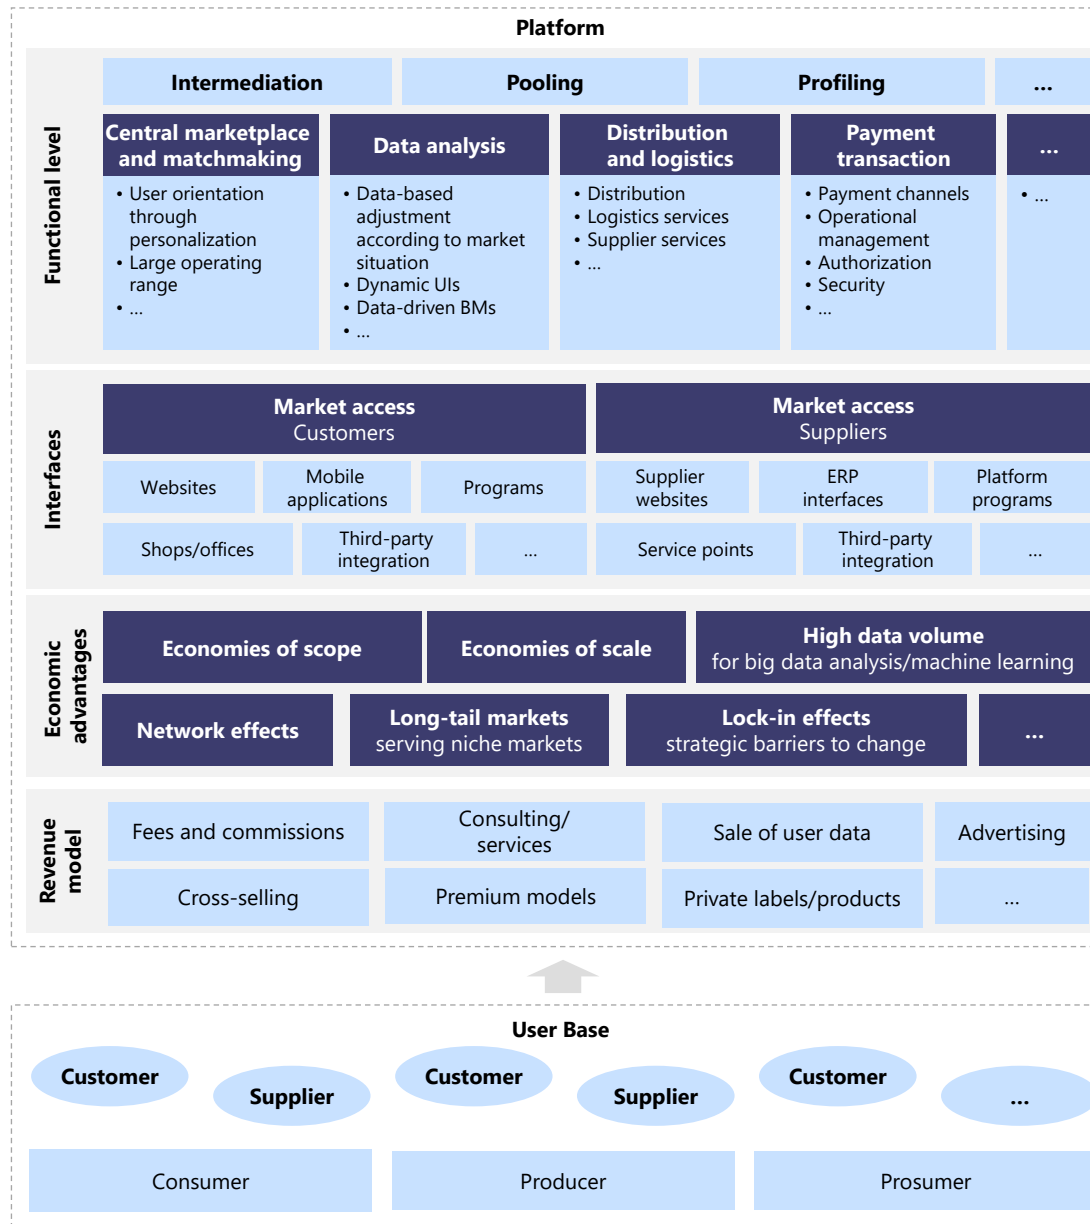 Platform
Functional level
Intermediation
Pooling
Profiling
...
Central marketplace
and matchmaking
• User orientation
through
personalization
• Large operating
range
• ...
Data analysis
• Data-based
adjustment
according to market
situation
• Dynamic UIs
• Data-driven BMs
• ...
Distribution
and logistics
• Distribution
• Logistics services
• Supplier services
• ...
Payment
transaction
• Payment channels
• Operational
management
• Authorization
• Security
• ...
...
• ...
Interfaces
Market access
Customers
Websites
Mobile
applications
Programs
Shops/offices
Third-party
integration
...
Market access
Suppliers
Supplier
websites
ERP
interfaces
Platform
programs
Service points
Third-party
integration
...
Economic
advantages
Economies of scope
Economies of scale
High data volume
for big data analysis/machine learning
Network effects
Long-tail markets
serving niche markets
Lock-in effects
strategic barriers to change
...
Revenue
model
Fees and commissions
Consulting/
services
Sale of user data
Advertising
Cross-selling
Premium models
Private labels/products
...
User Base
Customer
Supplier
Customer
Supplier
Customer
...
Consumer
Producer
Prosumer